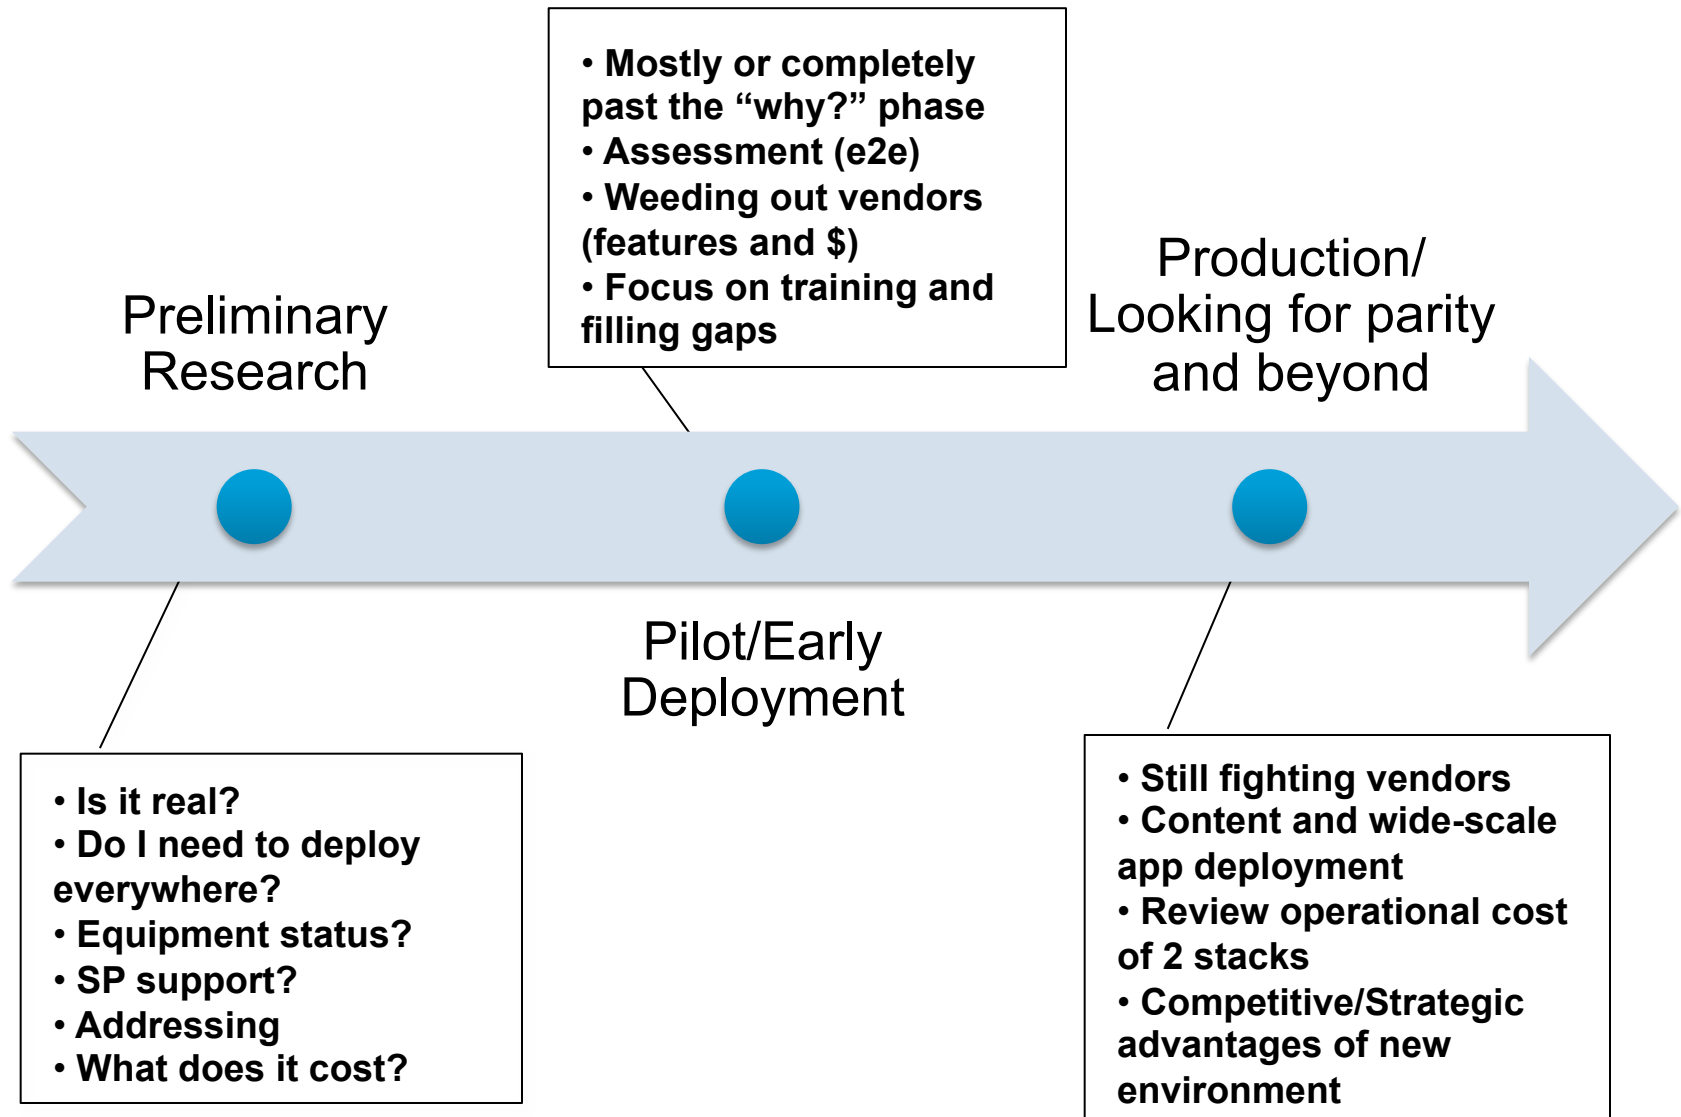 Preliminary
Research
• Is it real?
• Do I need to deploy
everywhere?
• Equipment status?
• SP support?
• Addressing
• What does it cost?
• Mostly or completely
past the “why?” phase
• Assessment (e2e)
• Weeding out vendors
(features and $)
• Focus on training and
filling gaps
Pilot/Early
Deployment
Production/
Looking for parity
and beyond
• Still fighting vendors
• Content and wide-scale
app deployment
• Review operational cost
of 2 stacks
• Competitive/Strategic
advantages of new
environment